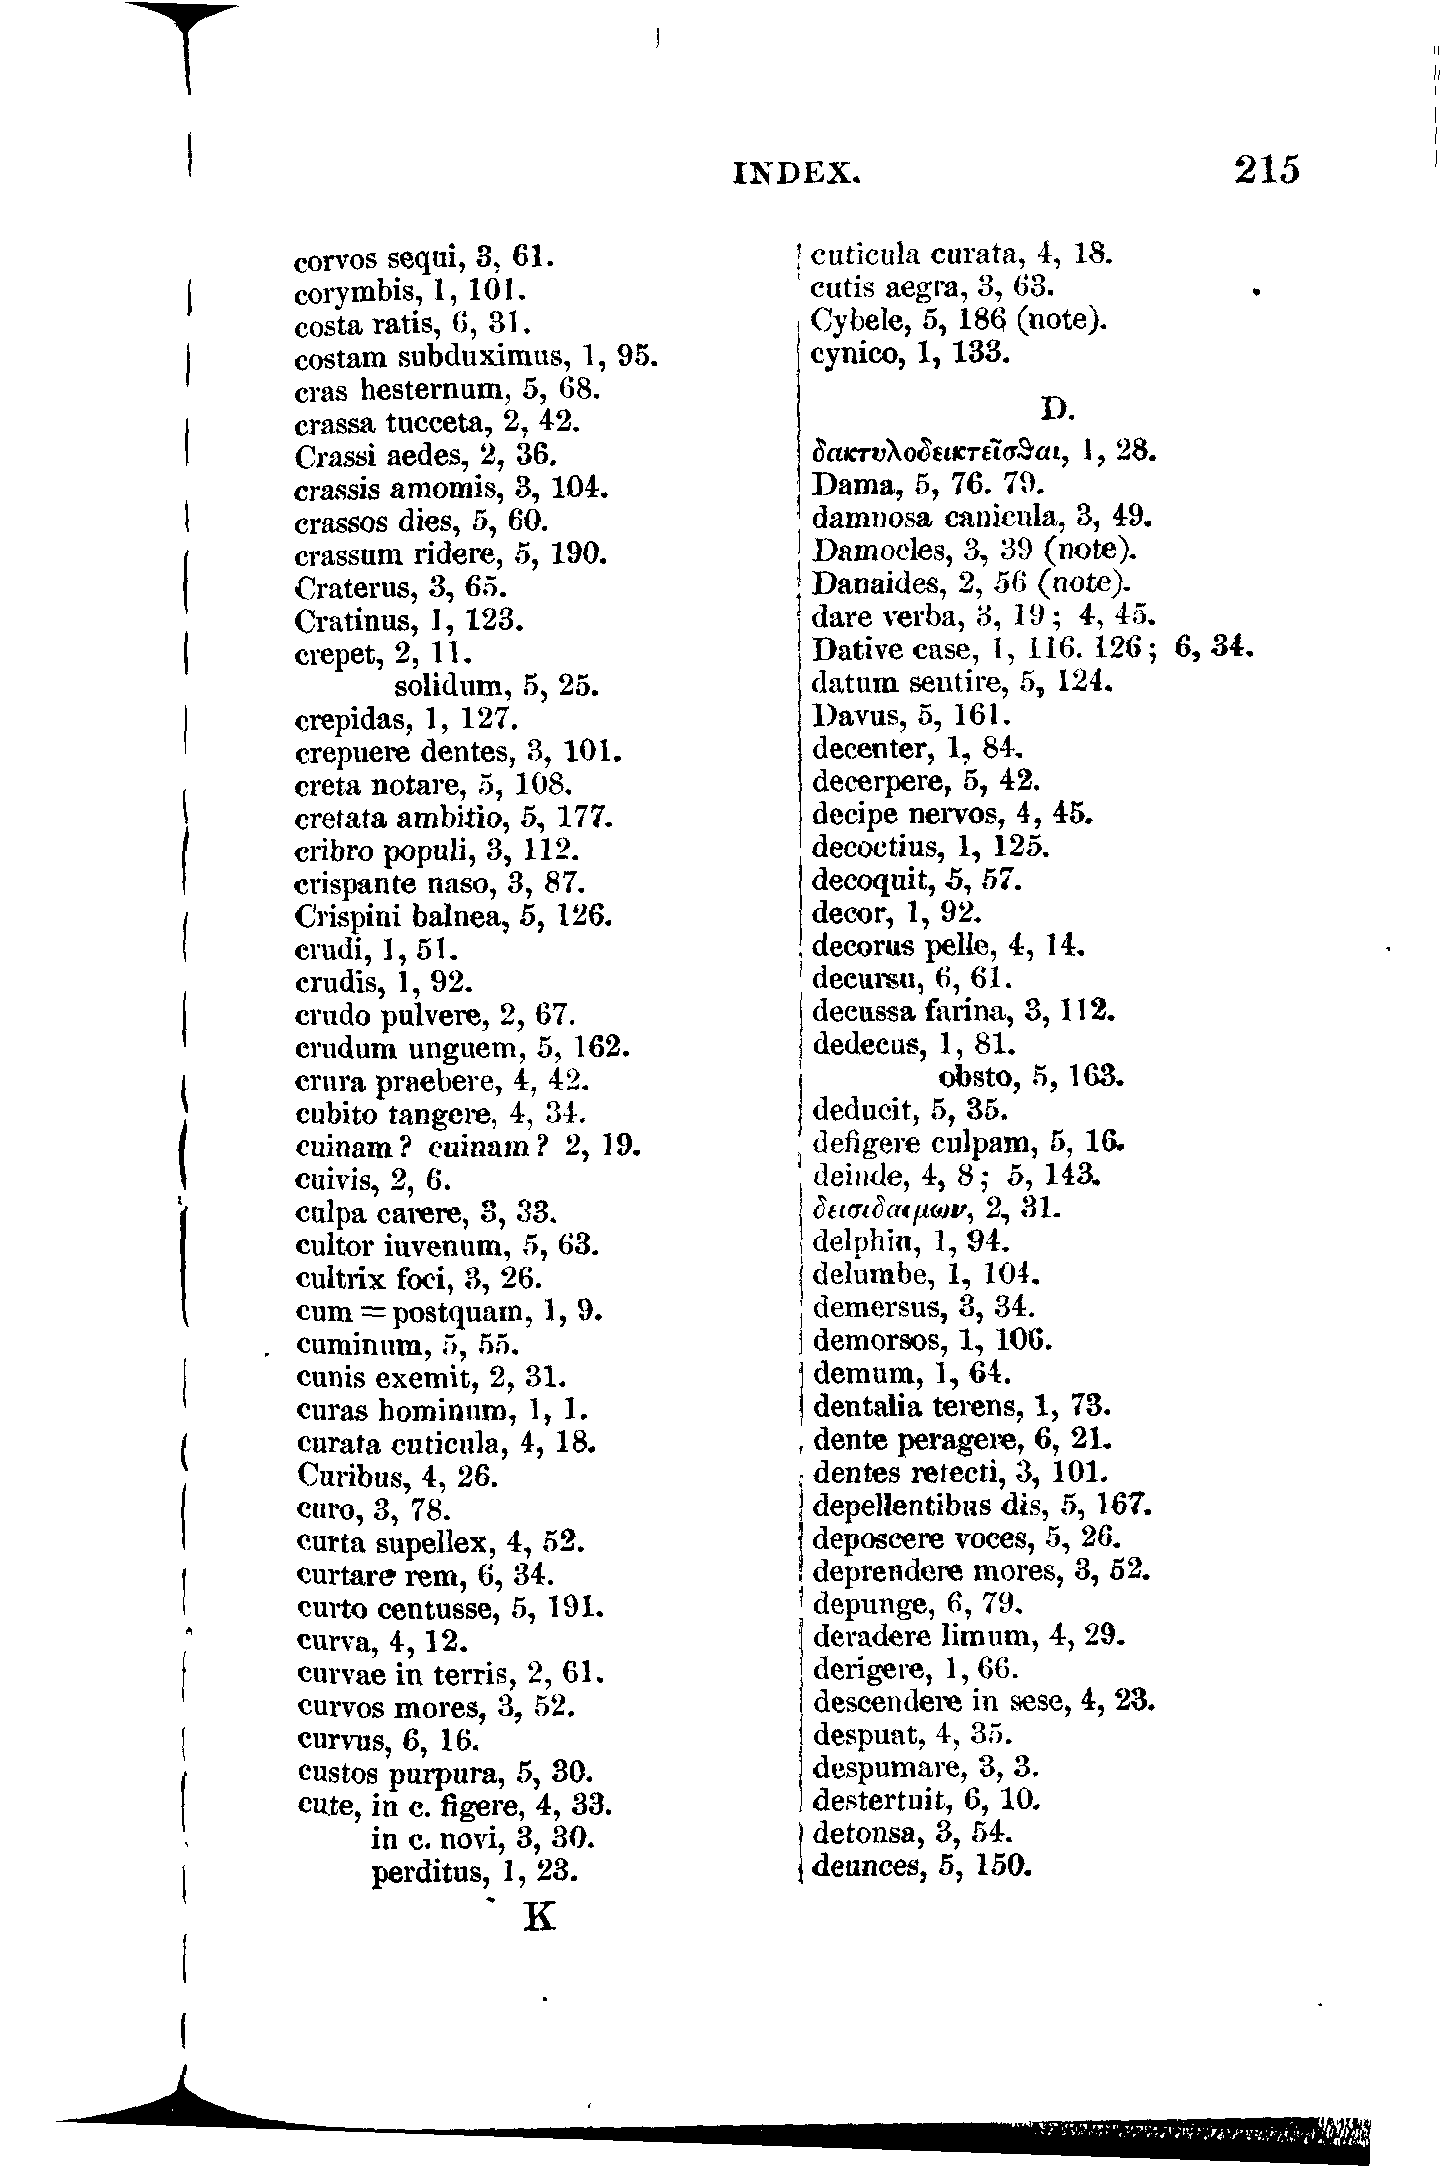 INDEX. 215
corvos sequi, 3, 61.
corymbis, 1, 101.
costa ratis, 6, 31.
costam subduximus, 1, 95.
cras hesternum, 5, 68.
crassa tucceta, 2, 42.
Crassi aedes, 2, 36.
crassis amomis, 3, 104.
crassos dies, 5, 60.
crassum ridere, 5, 190.
Craterus, 3, 65.
Cratinus, 1, 123.
crepet, 2, 11.
solidum, 5, 25.
crepidas, 1, 127.
crepuere dentes, 3, 101.
creta notare, 5, 108.
cretata ambitio, 5, 177.
cribro populi, 3, 112.
crispante naso, 3, 87.
Crispini balnea, 5, 126.
crudi, 1, 51.
crudis, 1, 92.
crudo pulvere, 2, 67.
crudum unguem, 5, 162.
crura praebere, 4, 42.
cubito tangere, 4, 34.
cuinam? cuinam? 2, 19.
cuivis, 2, 6.
culpa carere, 3, 33.
cultor iuvenum, 5, 63.
cultrix foci, 3, 26.
cum = postquam, 1, 9.
cuminum, 5, 55.
cunis exemit, 2, 31.
curas hominum, 1, 1.
curata cuticula, 4, 18.
Curibus, 4, 26.
curo, 3, 78.
curta supellex, 4, 52.
curtare rem, 6, 34.
curto centusse, 5, 191.
curva, 4, 12.
curvae in terris, 2, 61.
curvos mores, 3, 52.
curvus, 6, 16.
custos purpura, 5, 30.
cute, in c. figere, 4, 33.
in c. novi, 3, 30.
perditus, 1, 23.
K
cuticula curata, 4, 18.
cutis aegra, 3, 63.
Cybele, 5, 186 (note).
cynico, 1, 133.
D.
δακτυλοδεικτεῖσϑαι, 1, 28.
Dama, 5, 76. 79.
damnosa canicula, 3, 49.
Damocles, 3, 39 (note).
Danaides, 2, 56 (note).
dare verba, 3, 19; 4, 45.
Dative case, 1, 116. 126; 6, 34.
datum sentire, 5, 124.
Davus, 5, 161.
decenter, 1, 84.
decerpere, 5, 42.
decipe nervos, 4, 45.
decoctius, 1, 125.
decoquit, 5, 57.
decor, 1, 92.
decorus pelle, 4, 14.
decursu, 6, 61.
decussa farina, 3, 112.
dedecus, 1, 81.
obsto, 5, 163.
deducit, 5, 35.
defigere culpam, 5, 16.
deinde, 4, 8; 5, 143.
δεισιδαιμων, 2, 31.
delphin, 1, 94.
delumbe, 1, 104.
demersus, 3, 34.
demorsos, 1, 106.
demum, 1, 64.
dentalia terens, 1, 73.
dente peragere, 6, 21.
dentes retecti, 3, 101.
depellentibus dis, 5, 167.
deposcere voces, 5, 26.
deprendere mores, 3, 52.
depunge, 6, 79.
deradere limum, 4, 29.
derigere, 1, 66.
descendere in sese, 4, 23.
despuat, 4, 35.
despumare, 3, 3.
destertuit, 6, 10.
detonsa, 3, 54.
deunces, 5, 150.